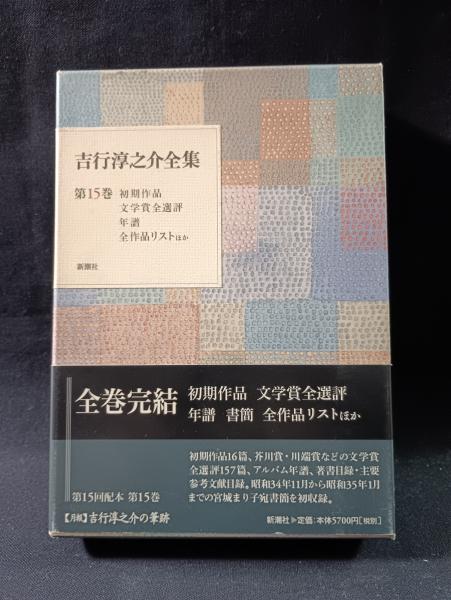 吉行淳之介全集
第15巻 初期作品
文学賞全選評
年譜
全作品リストほか
新潮社
全巻完結 初期作品 文学賞全選評
年譜 書簡 全作品リストほか
初期作品16篇、芥川賞・川端賞などの文学賞
全選評157篇、アルバム年譜、著書目録・主要
参考文献目録。昭和34年11月から昭和35年1月
までの宮城まり子宛書簡を初収録。
第15回配本 第15巻
【月報】吉行淳之介の筆跡
新潮社▷定価:本体5700円[税別]